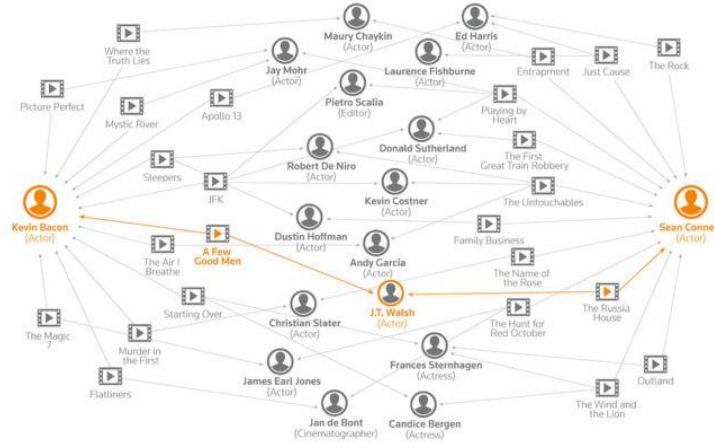 Maury Chaykin
(Actor)
Ed Harris
(Actor)
Where the
Truth Lies
Jay Mohr
(Actor)
Laurence Fishburne
(Actor)
Entrapment
Just Cause
The Rock
Picture Perfect
Mystic River
Apollo 13
Pietro Scalia
(Editor)
Playing by
Heart
Donald Sutherland
(Actor)
The First
Great Train Robbery
Robert De Niro
(Actor)
Sleepers
JFK
Kevin Costner
(Actor)
The Untouchables
Kevin Bacon
(Actor)
Sean Conne
(Actor)
Dustin Hoffman
(Actor)
Family Business
A Few
Good Men
The Air I
Breathe
Andy Garcia
(Actor)
The Name of
the Rose
Starting Over
J.T. Walsh
(Actor)
The Russia
House
Christian Slater
(Actor)
The Hunt for
Red October
The Magic
7
Murder in
the First
James Earl Jones
(Actor)
Frances Sternhagen
(Actress)
Flatliners
Outland
Jan de Bont
(Cinematographer)
Candice Bergen
(Actress)
The Wind and
the Lion